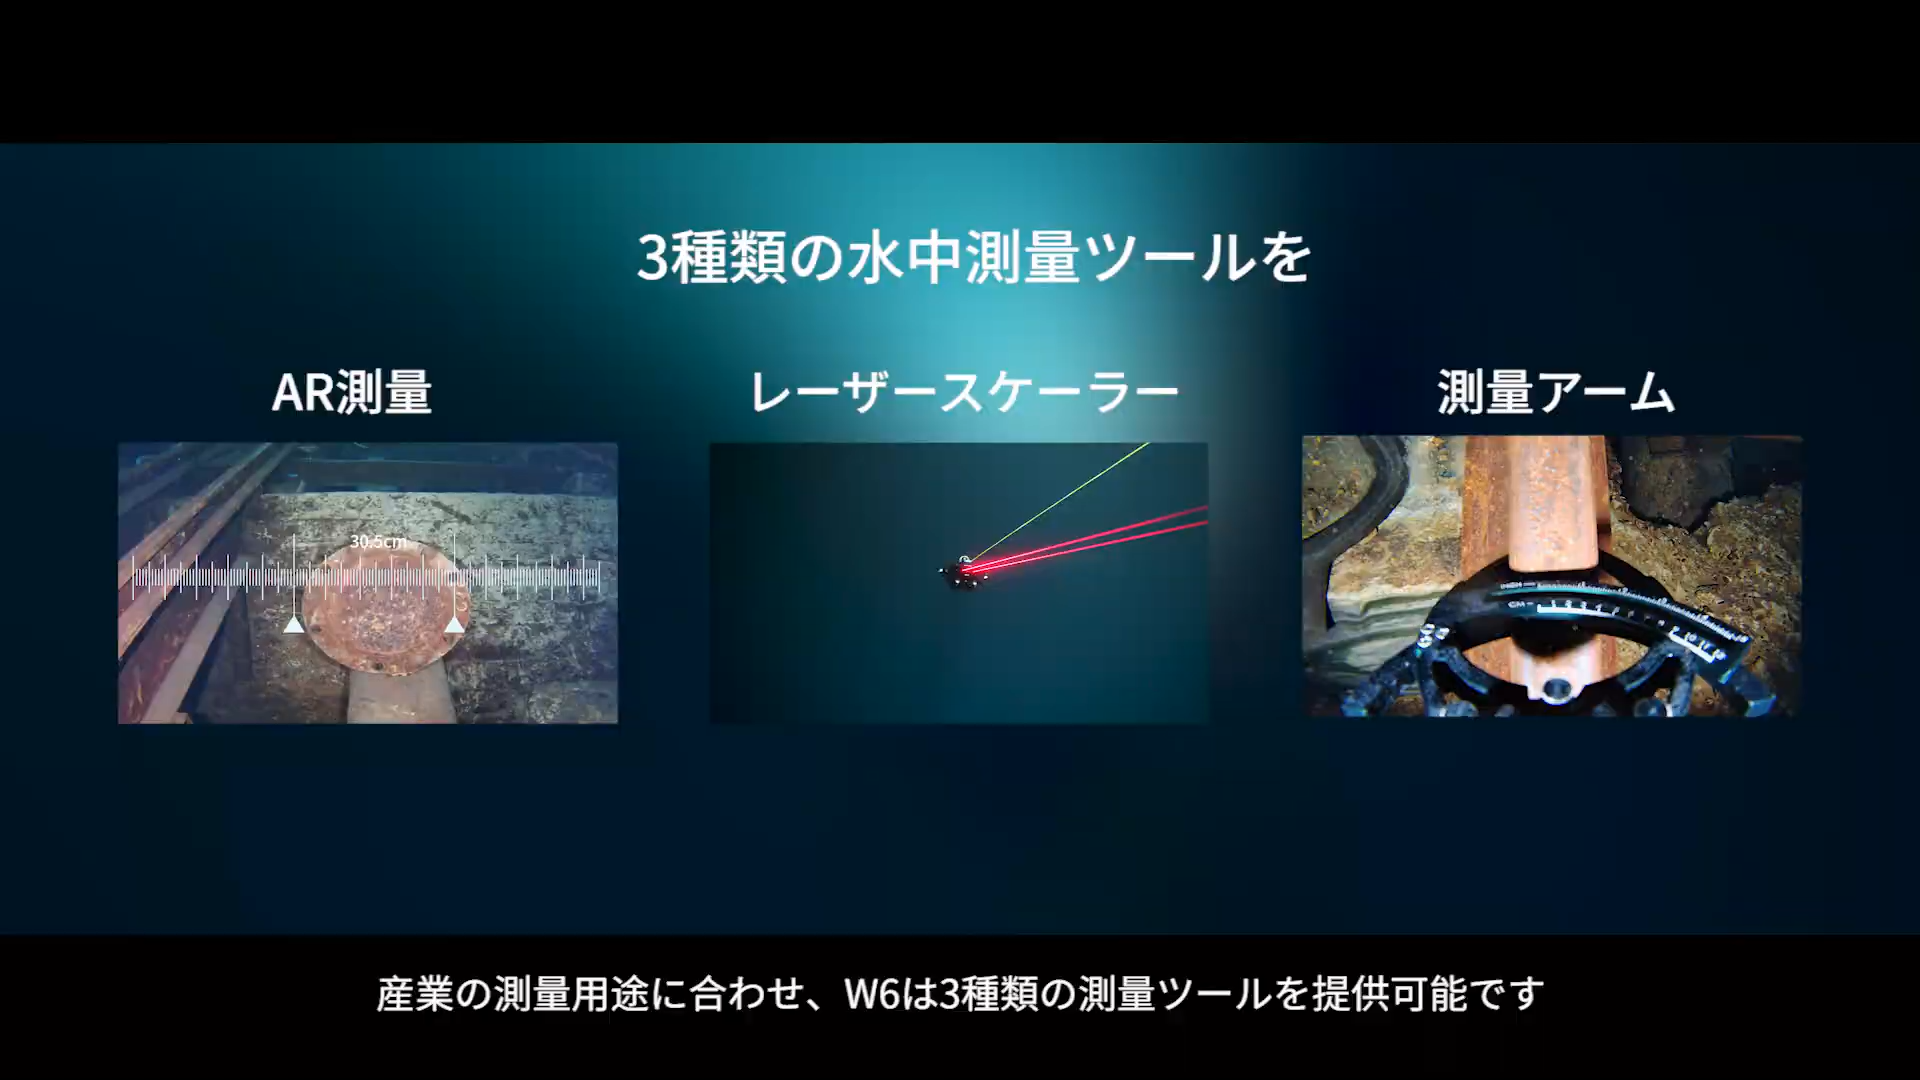 3種類の水中測量ツールを
AR測量
レーザースケーラー
測量アーム
30.5cm
INCH
CM
産業の測量用途に合わせ、W6は3種類の測量ツールを提供可能です